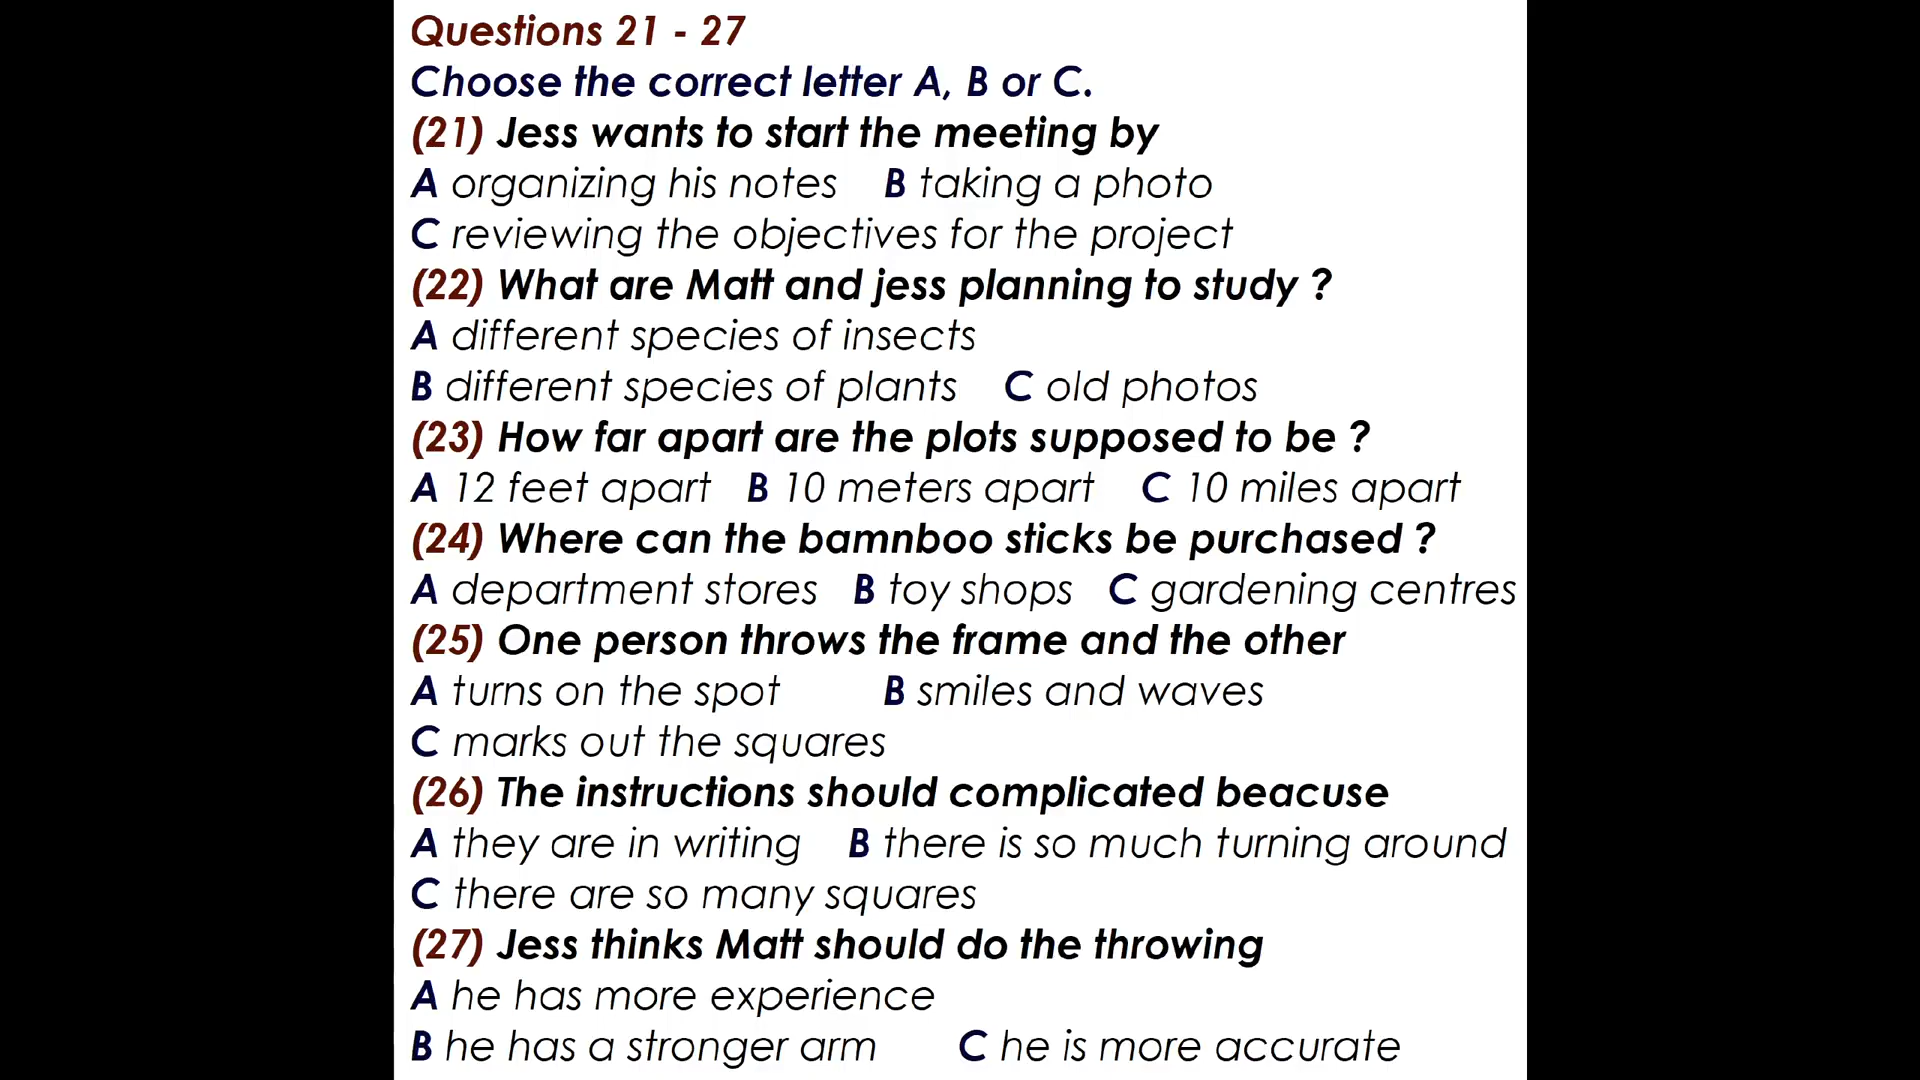 Questions 21 - 27
Choose the correct letter A, B or C.
(21) Jess wants to start the meeting by
A organizing his notes B taking a photo
C reviewing the objectives for the project
(22) What are Matt and jess planning to study ?
A different species of insects
B different species of plants C old photos
(23) How far apart are the plots supposed to be ?
A 12 feet apart B 10 meters apart C 10 miles apart
(24) Where can the bamnboo sticks be purchased ?
A department stores B toy shops C gardening centres
(25) One person throws the frame and the other
A turns on the spot B smiles and waves
C marks out the squares
(26) The instructions should complicated beacuse
A they are in writing B there is so much turning around
C there are so many squares
(27) Jess thinks Matt should do the throwing
A he has more experience
B he has a stronger arm C he is more accurate